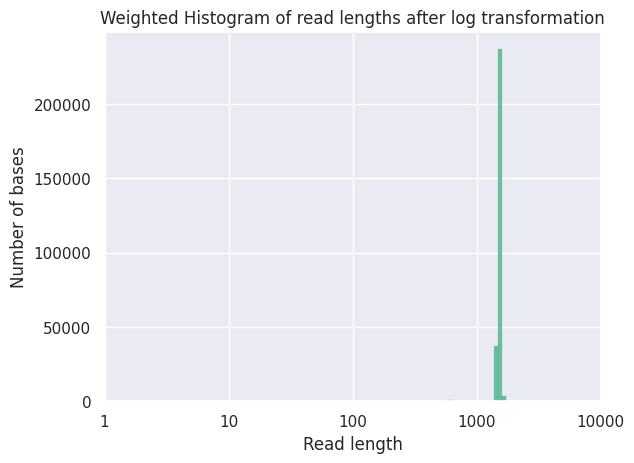 Weighted Histogram of read lengths after log transformation
Number of bases
200000
150000
100000
50000
0
1 10 100 1000 10000
Read length